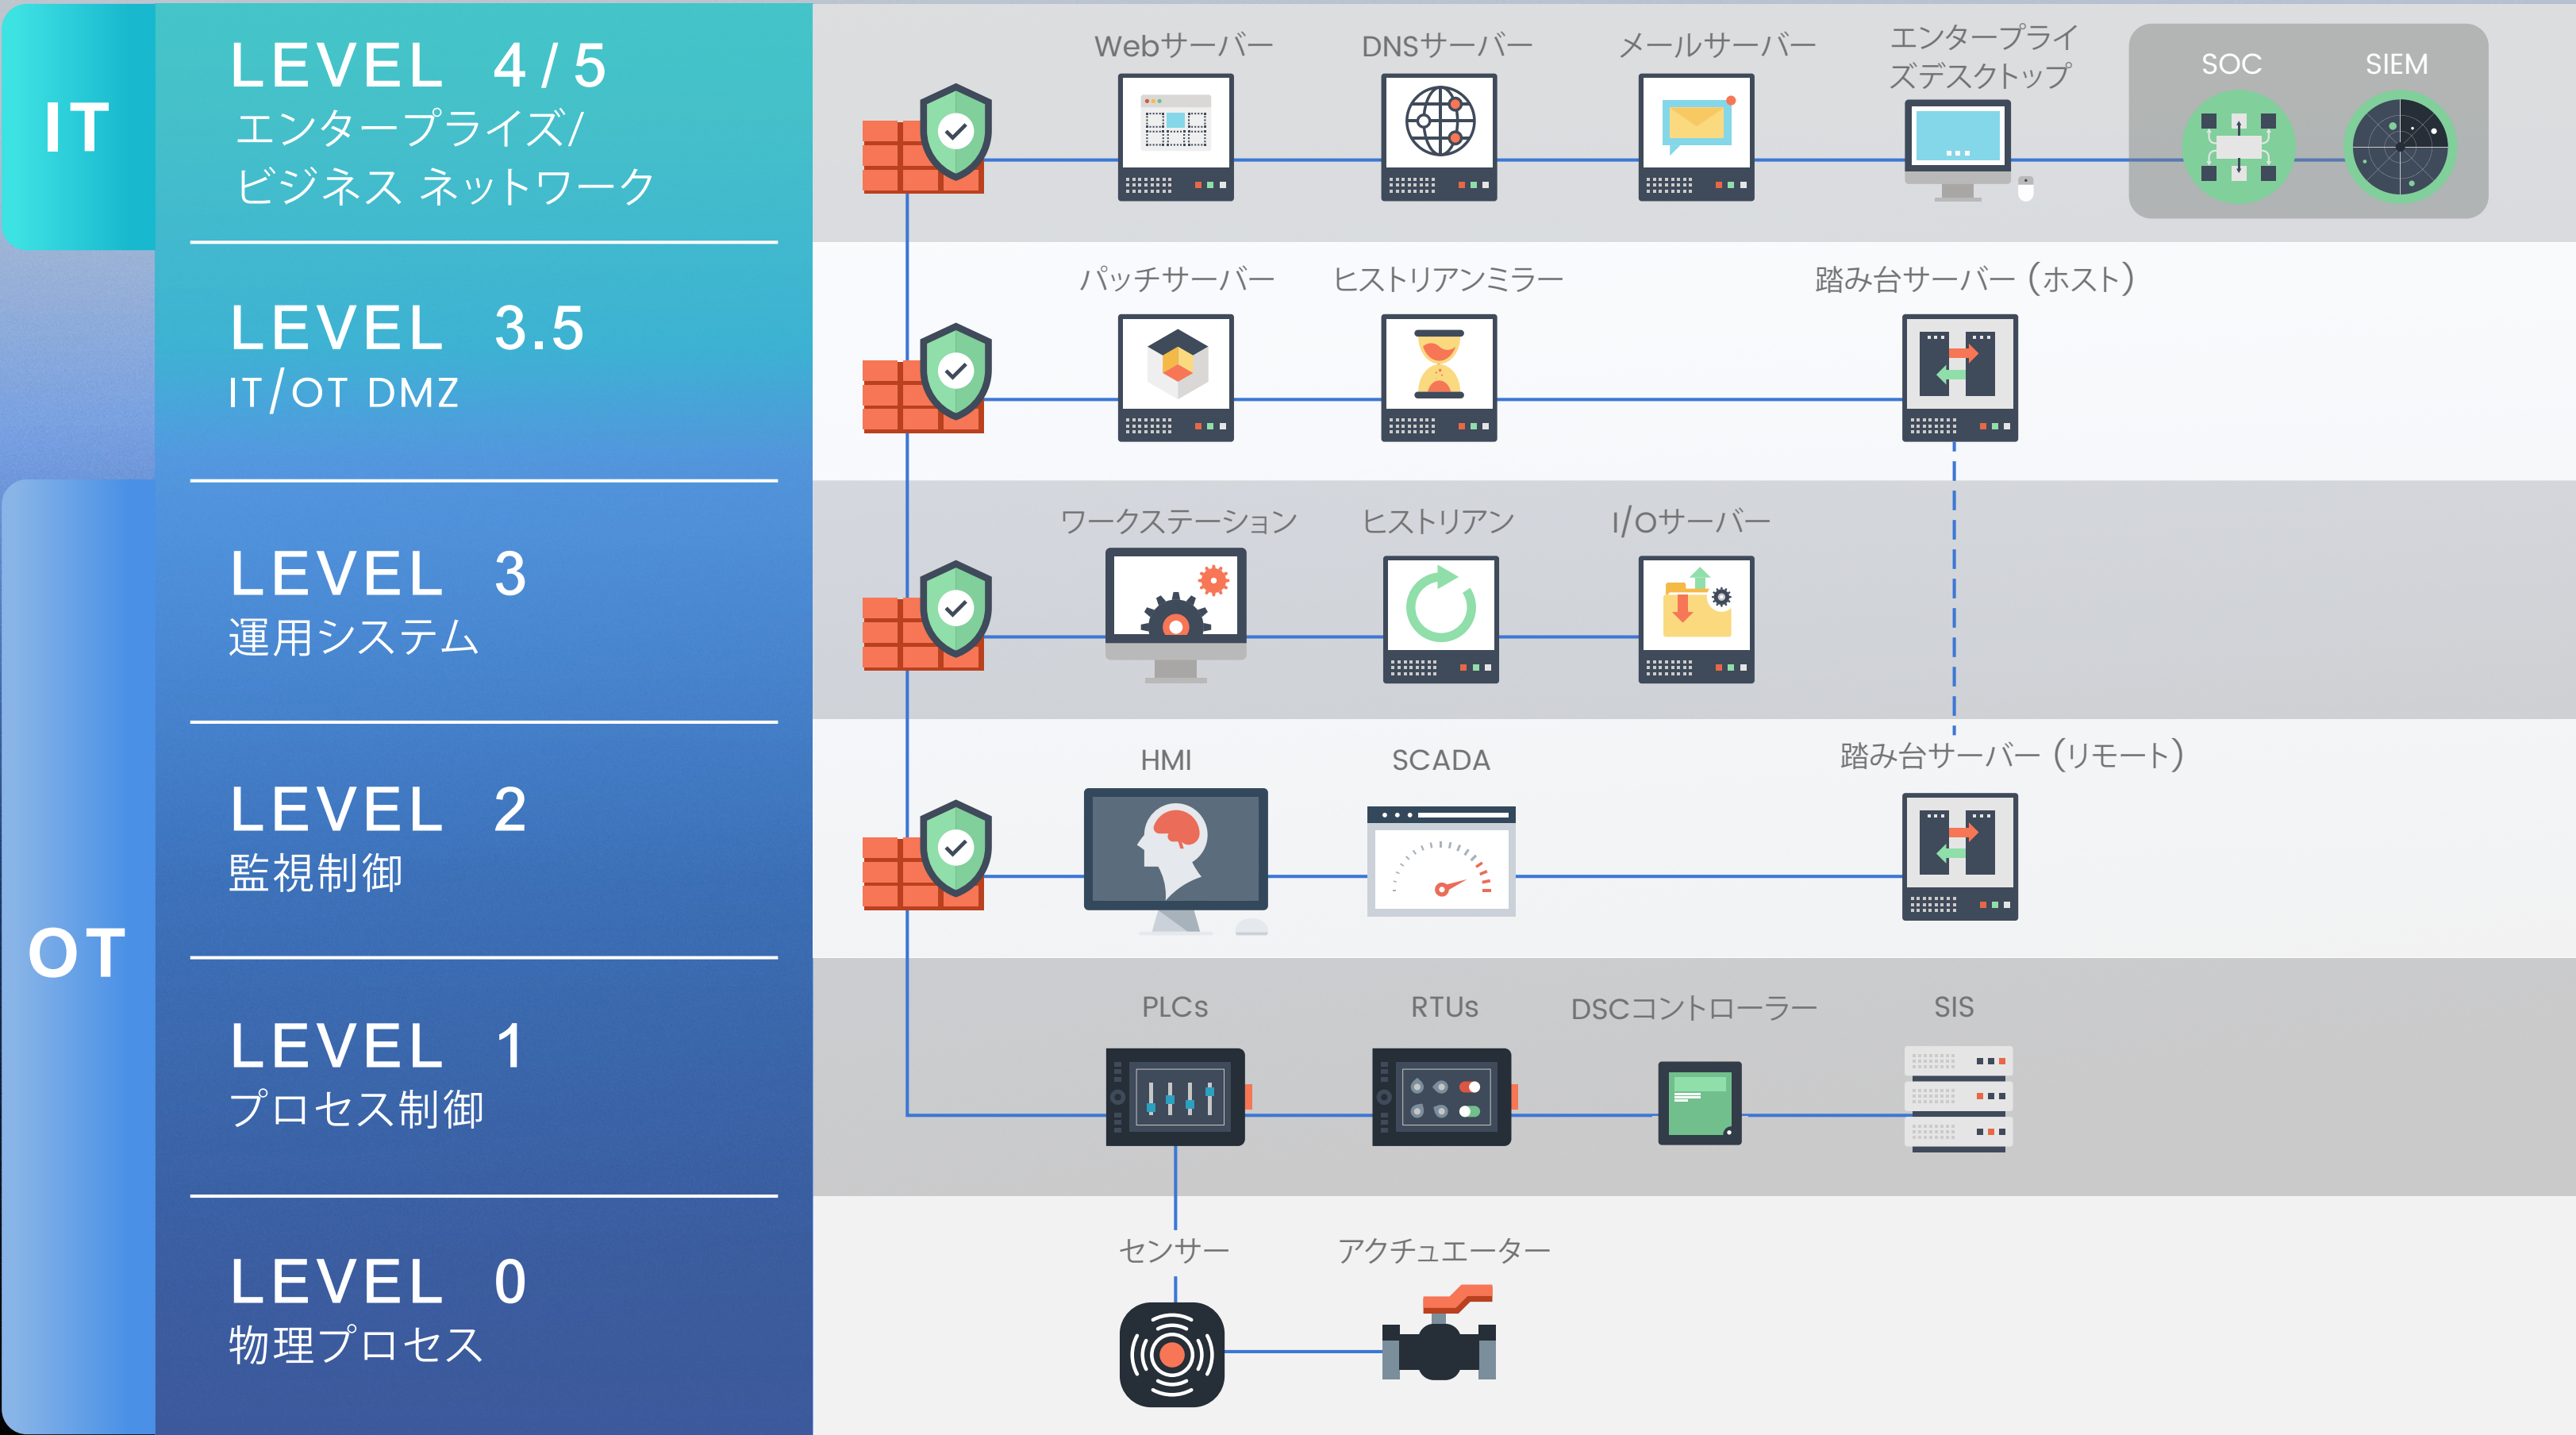 IT
LEVEL 4/5
エンタープライズ/
ビジネス ネットワーク
Webサーバー
DNSサーバー
メールサーバー
エンタープライ
ズデスクトップ
SOC
SIEM
LEVEL 3.5
IT/OT DMZ
パッチサーバー
ヒストリアンミラー
踏み台サーバー (ホスト)
OT
LEVEL 3
運用システム
ワークステーション
ヒストリアン
I/Oサーバー
LEVEL 2
監視制御
HMI
SCADA
踏み台サーバー (リモート)
LEVEL 1
プロセス制御
PLCs
RTUs
DSCコントローラー
SIS
LEVEL 0
物理プロセス
センサー
アクチュエーター